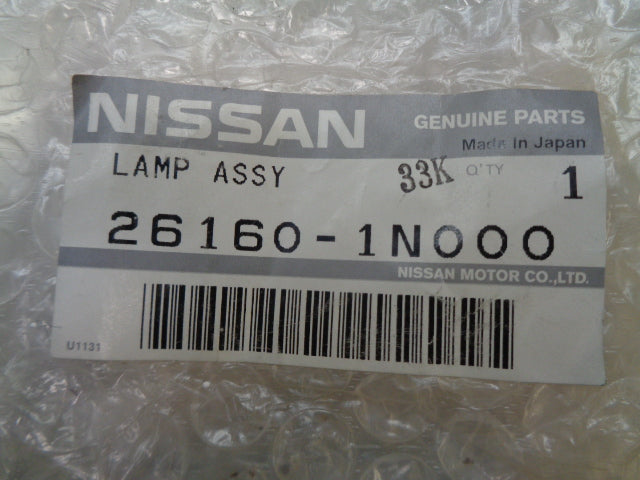 NISSAN GENUINE PARTS
Made In Japan
LAMP ASSY 33K Q'TY 1
26160-1N000
NISSAN MOTOR CO.,LTD.
U1131